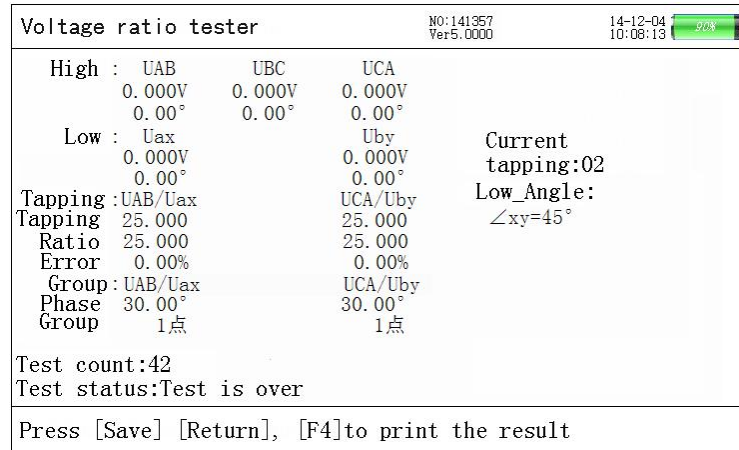 Voltage ratio tester NO:141357 14-12-04 90%
Ver5.0000 10:08:13
High : UAB UBC UCA
0.000V 0.000V 0.000V
0.00° 0.00° 0.00°
Low : Uax Uby Current
0.000V 0.000V tapping:02
0.00° 0.00° Low_Angle:
Tapping:UAB/Uax UCA/Uby
Tapping 25.000 25.000 ∠xy=45°
Ratio 25.000 25.000
Error 0.00% 0.00%
Group:UAB/Uax UCA/Uby
Phase 30.00° 30.00°
Group 1点 1点
Test count:42
Test status:Test is over
Press [Save] [Return], [F4]to print the result